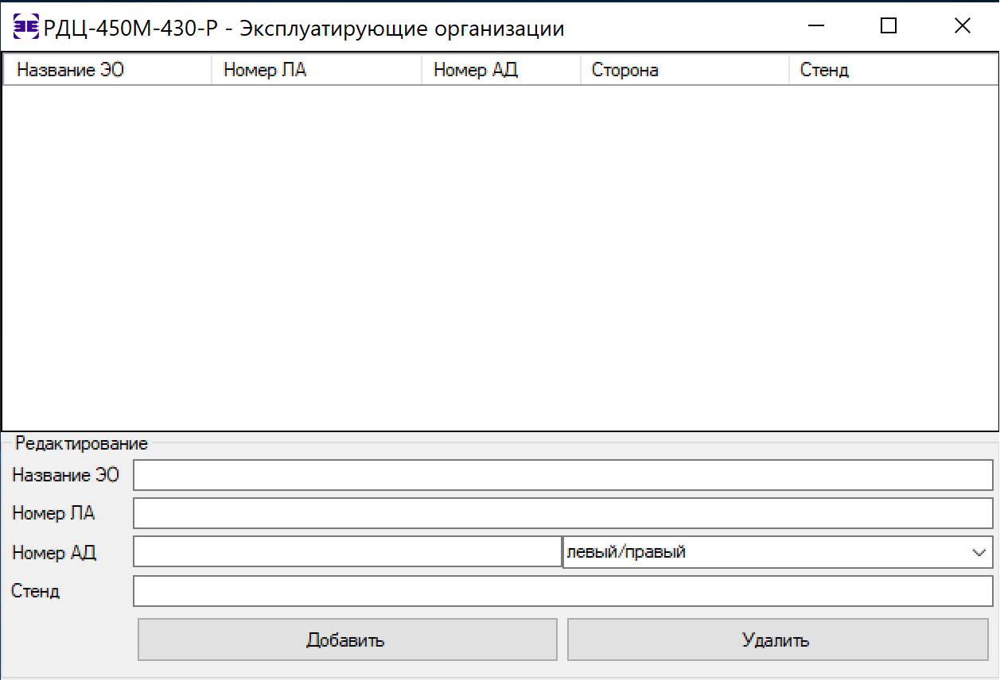 РДЦ-450М-430-Р - Эксплуатирующие организации
Название ЭО Номер ЛА Номер АД Сторона Стенд
Редактирование
Название ЭО
Номер ЛА
Номер АД левый/правый
Стенд
Добавить Удалить